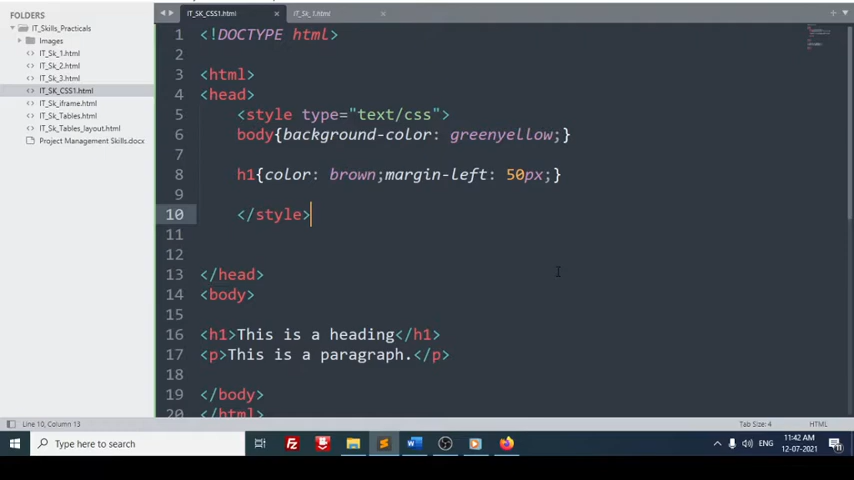 FOLDERS
IT_Skills_Practicals
Images
IT_Sk_1.html
IT_Sk_2.html
IT_Sk_3.html
IT_SK_CSS1.html
IT_Sk_iframe.html
IT_Sk_Tables.html
IT_Sk_Tables_layout.html
Project Management Skills.docx
IT_SK_CSS1.html × IT_Sk_1.html ×
1 <!DOCTYPE html>
2
3 <html>
4 <head>
5 <style type="text/css">
6 body{background-color: greenyellow;}
7
8 h1{color: brown;margin-left: 50px;}
9
10 </style>
11
12
13 </head>
14 <body>
15
16 <h1>This is a heading</h1>
17 <p>This is a paragraph.</p>
18
19 </body>
20 </html>
Line 10, Column 13 Tab Size: 4 HTML
Type here to search
ENG
11:42 AM
12-07-2021